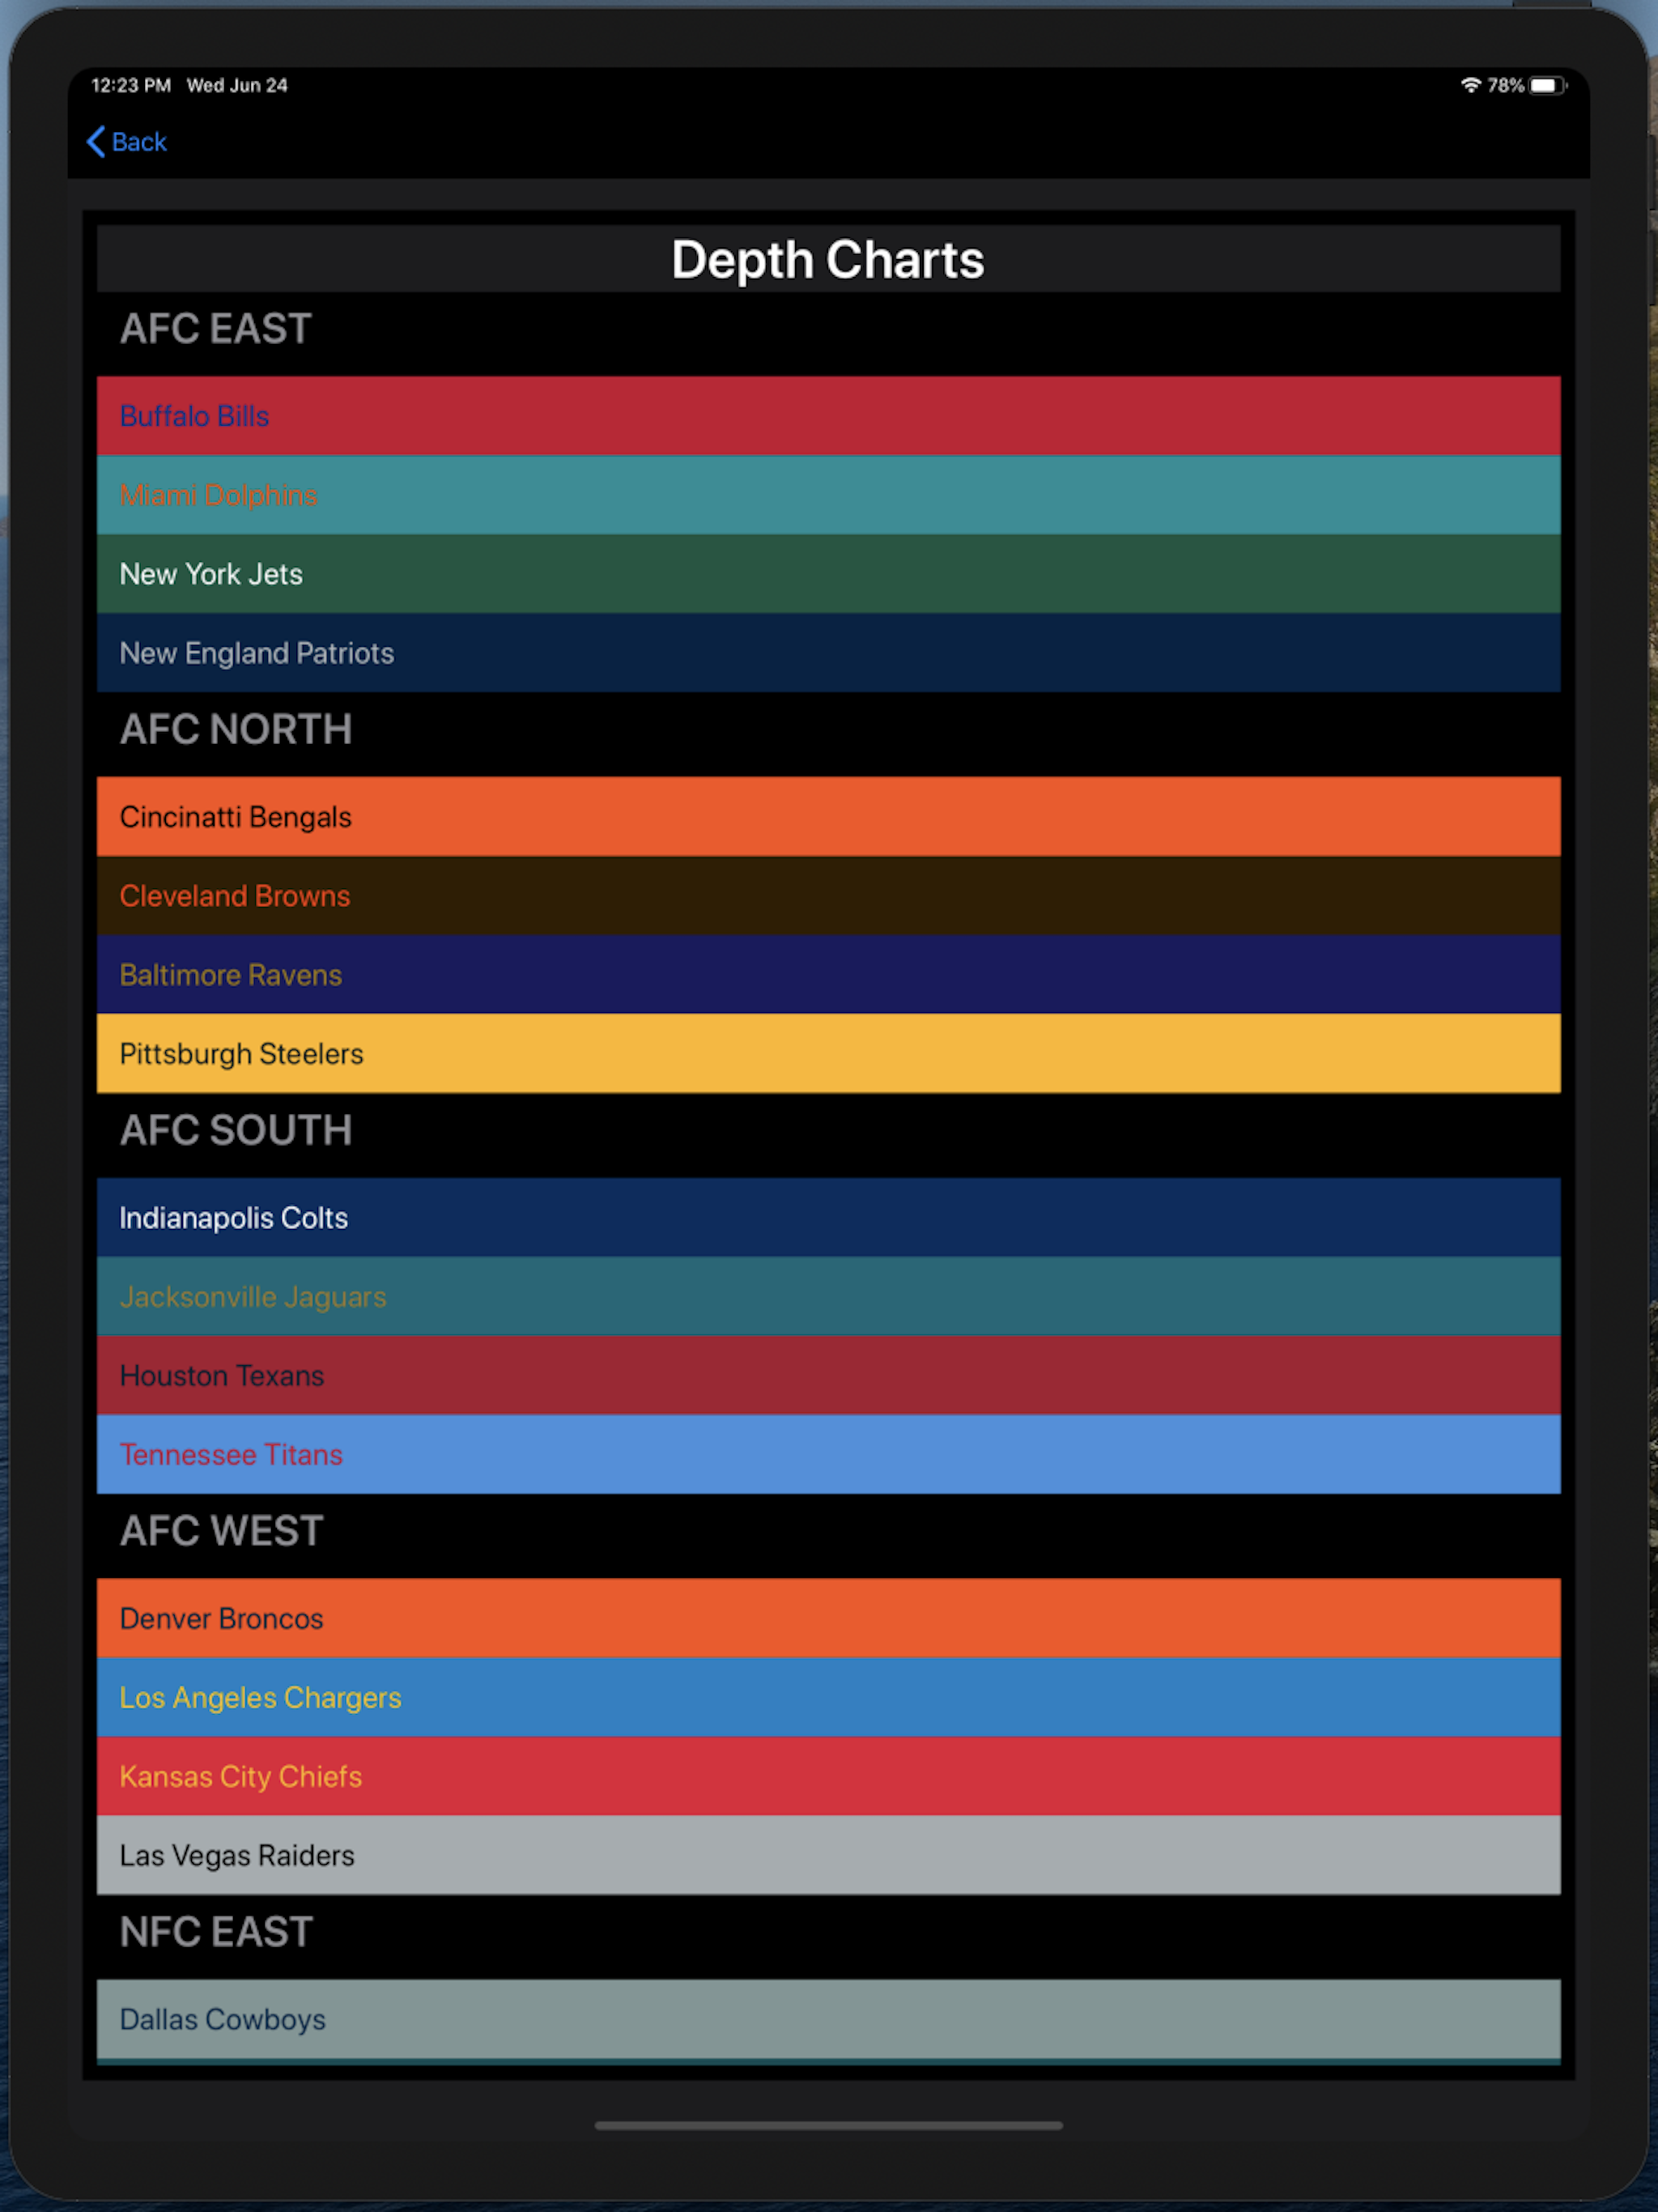 12:23 PM Wed Jun 24 78%
Back
Depth Charts
AFC EAST
Buffalo Bills
Miami Dolphins
New York Jets
New England Patriots
AFC NORTH
Cincinatti Bengals
Cleveland Browns
Baltimore Ravens
Pittsburgh Steelers
AFC SOUTH
Indianapolis Colts
Jacksonville Jaguars
Houston Texans
Tennessee Titans
AFC WEST
Denver Broncos
Los Angeles Chargers
Kansas City Chiefs
Las Vegas Raiders
NFC EAST
Dallas Cowboys